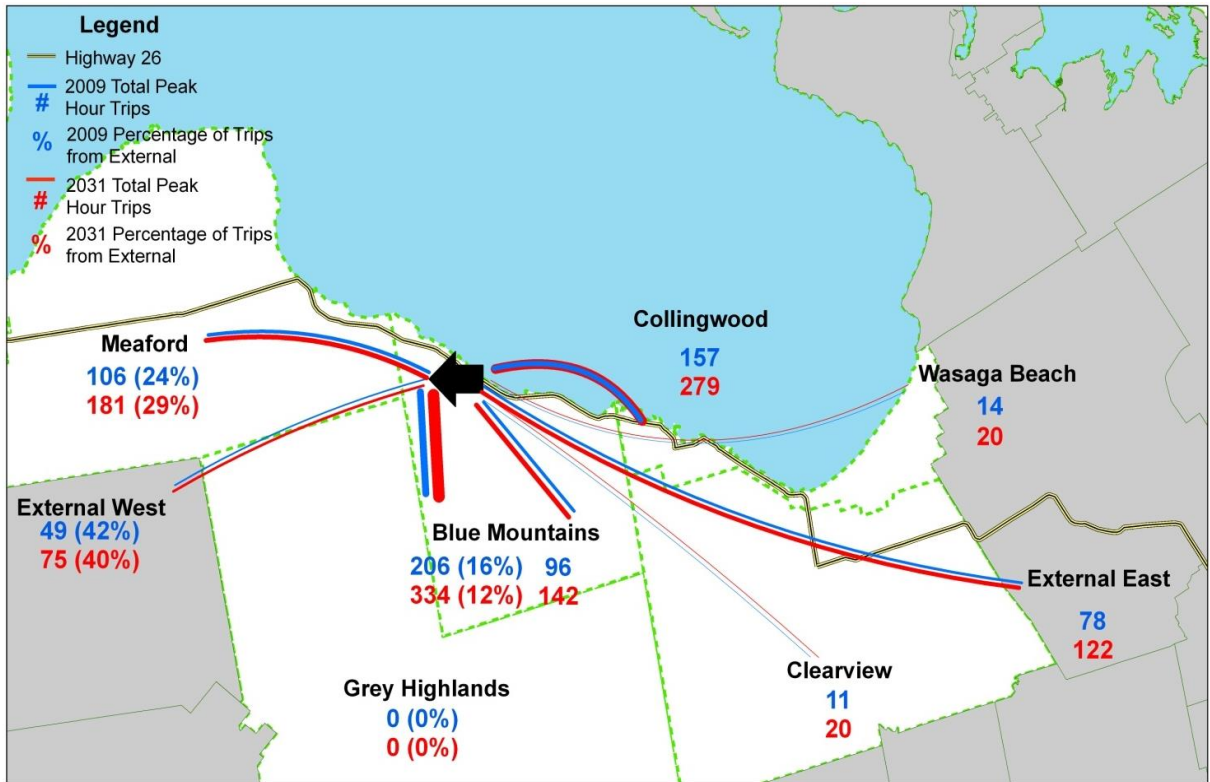 Legend
Highway 26
2009 Total Peak
# Hour Trips
% 2009 Percentage of Trips
from External
2031 Total Peak
# Hour Trips
% 2031 Percentage of Trips
from External
Meaford
106 (24%)
181 (29%)
External West
49 (42%)
75 (40%)
Collingwood
157
279
Wasaga Beach
14
20
Blue Mountains
206 (16%) 96
334 (12%) 142
External East
78
122
Clearview
11
20
Grey Highlands
0 (0%)
0 (0%)